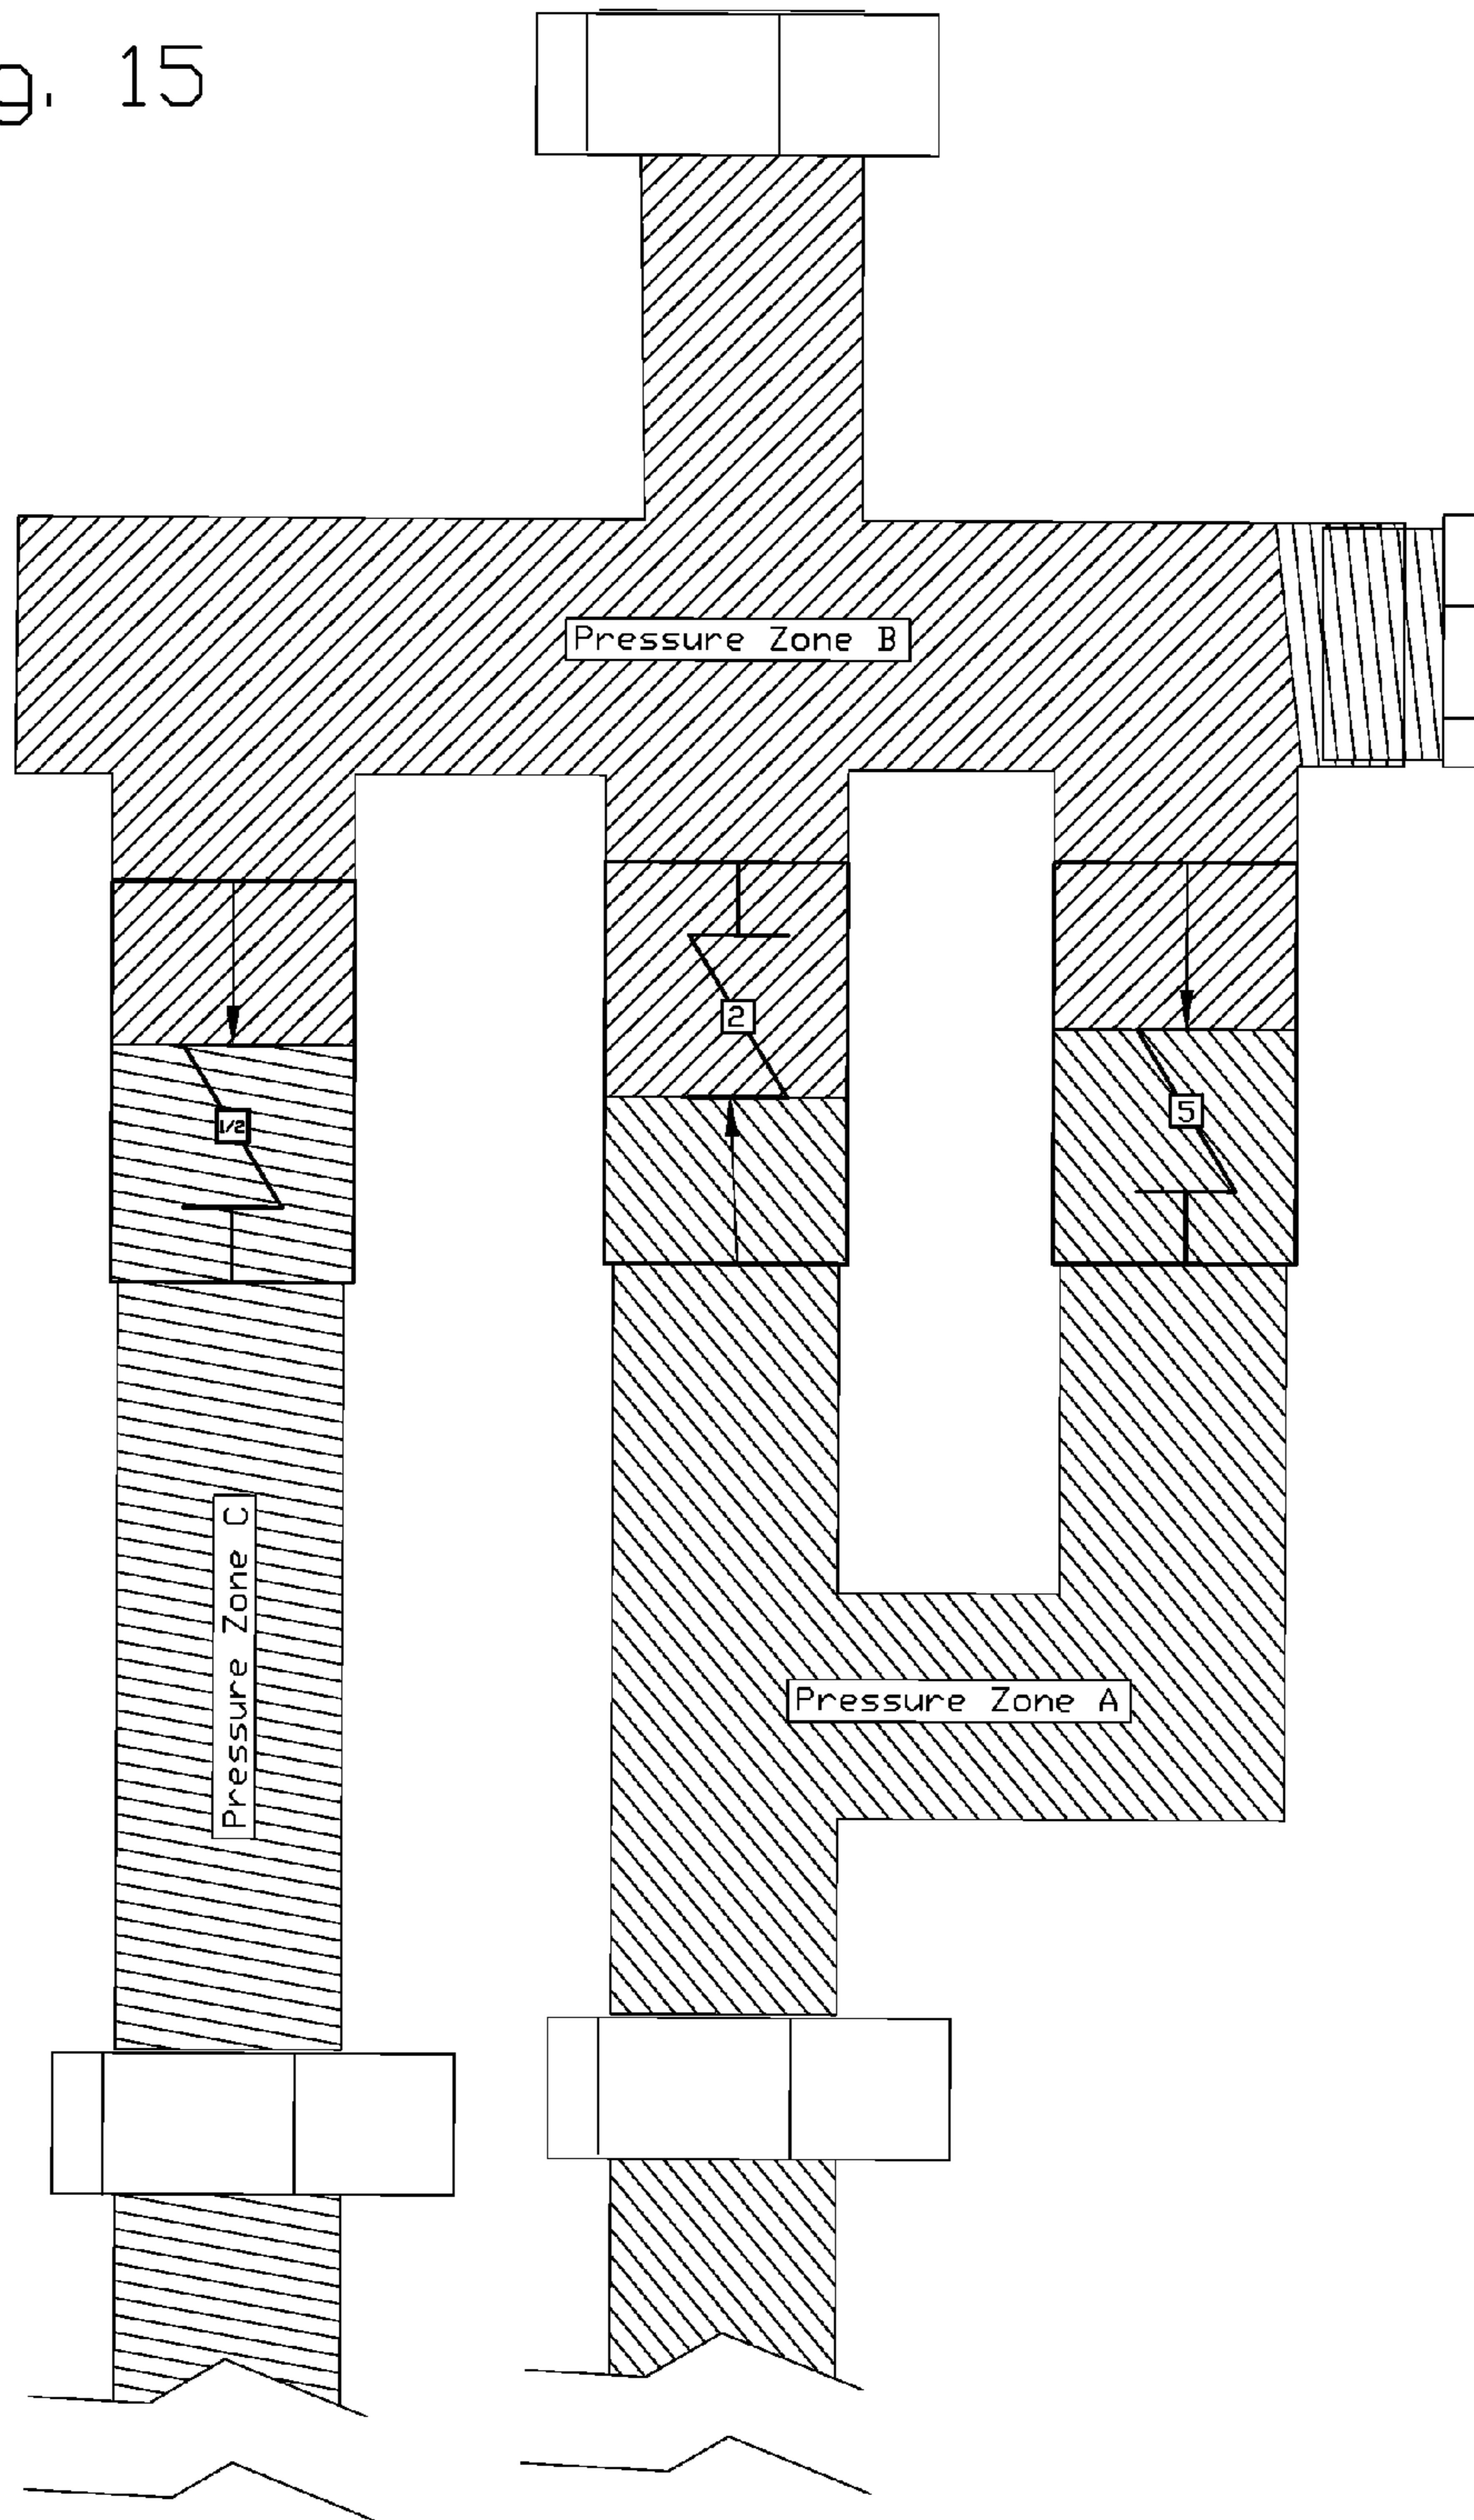 g. 15
Pressure Zone B
2
5
1/2
Pressure Zone C
Pressure Zone A